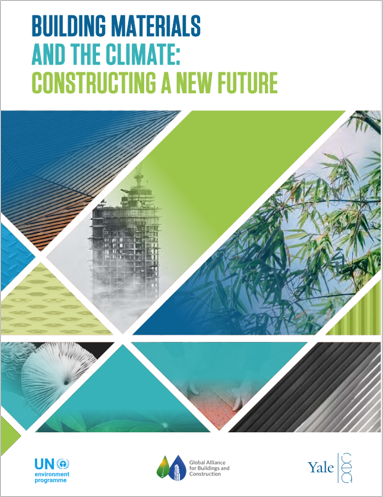 BUILDING MATERIALS
AND THE CLIMATE:
CONSTRUCTING A NEW FUTURE
UN
environment
programme
Global Alliance
for Buildings and
Construction
Yale